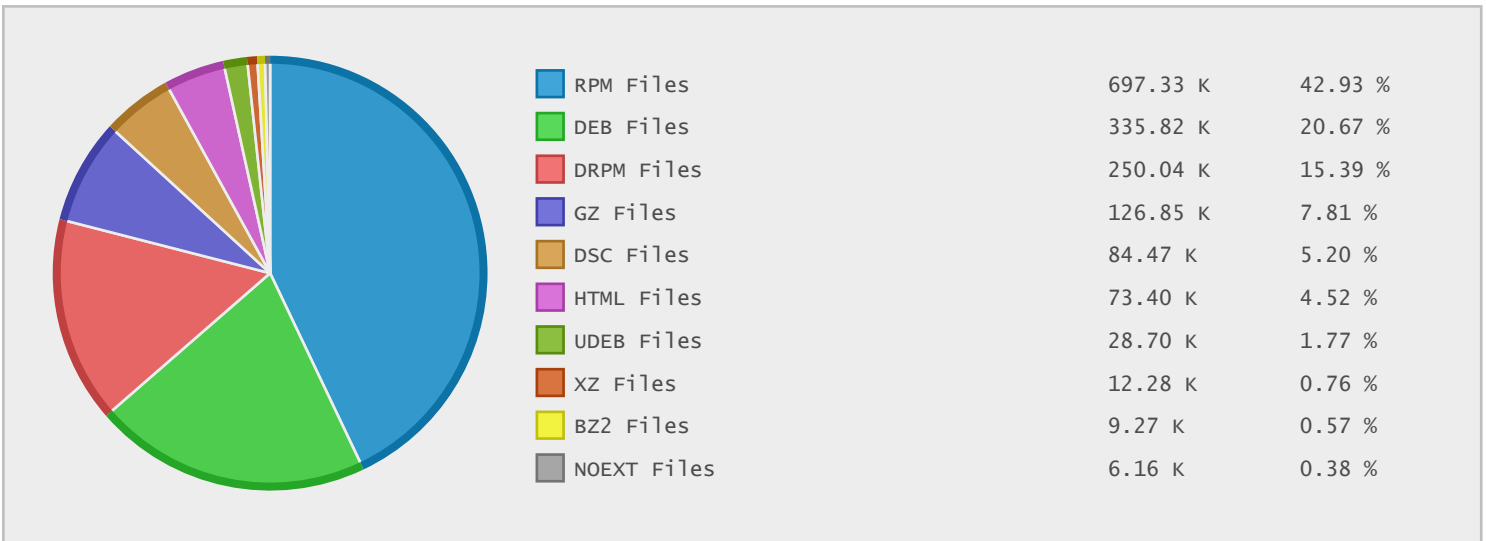 RPM Files 697.33 K 42.93 %
DEB Files 335.82 K 20.67 %
DRPM Files 250.04 K 15.39 %
GZ Files 126.85 K 7.81 %
DSC Files 84.47 K 5.20 %
HTML Files 73.40 K 4.52 %
UDEB Files 28.70 K 1.77 %
XZ Files 12.28 K 0.76 %
BZ2 Files 9.27 K 0.57 %
NOEXT Files 6.16 K 0.38 %